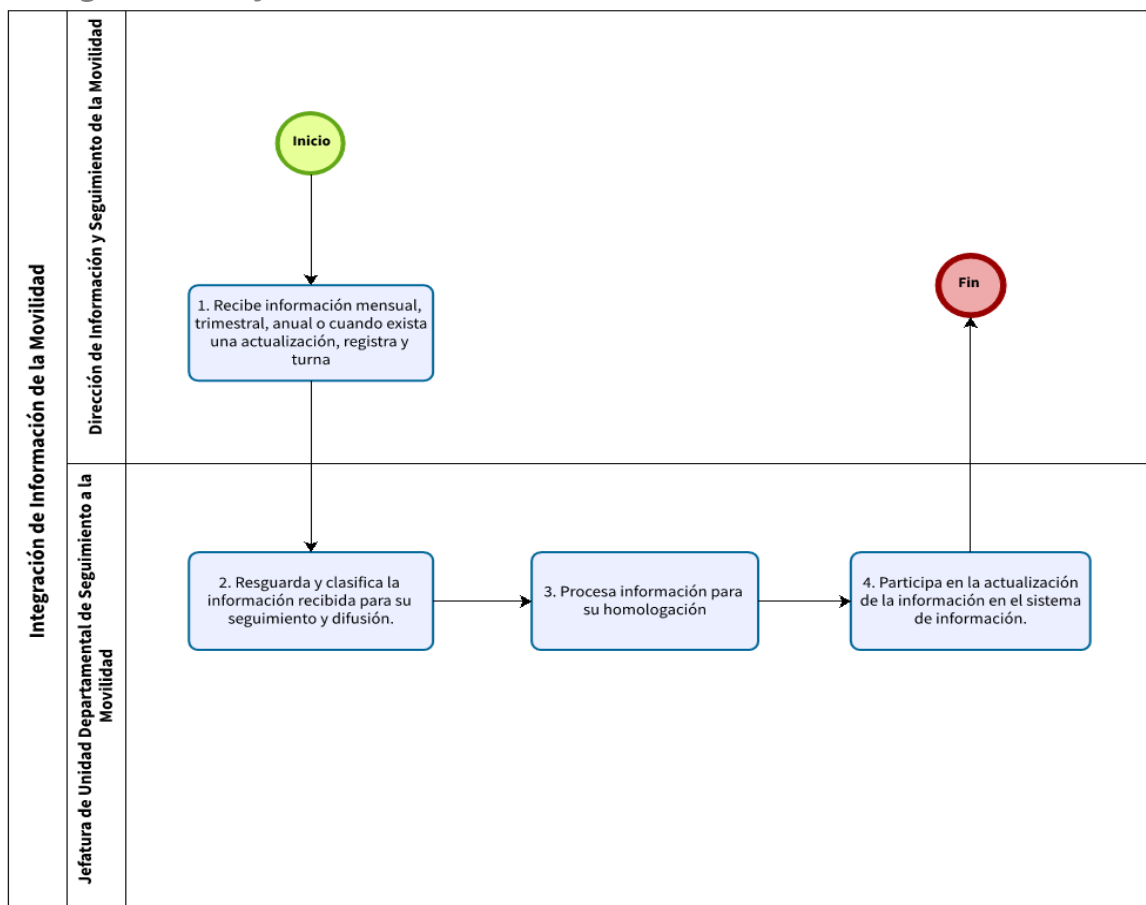 Integración de Información de la Movilidad
Dirección de Información y Seguimiento de la Movilidad
Inicio
1. Recibe información mensual,
trimestral, anual o cuando exista
una actualización, registra y
turna
Fin
Jefatura de Unidad Departamental de Seguimiento a la
Movilidad
2. Resguarda y clasifica la
información recibida para su
seguimiento y difusión.
3. Procesa información para
su homologación
4. Participa en la actualización
de la información en el sistema
de información.